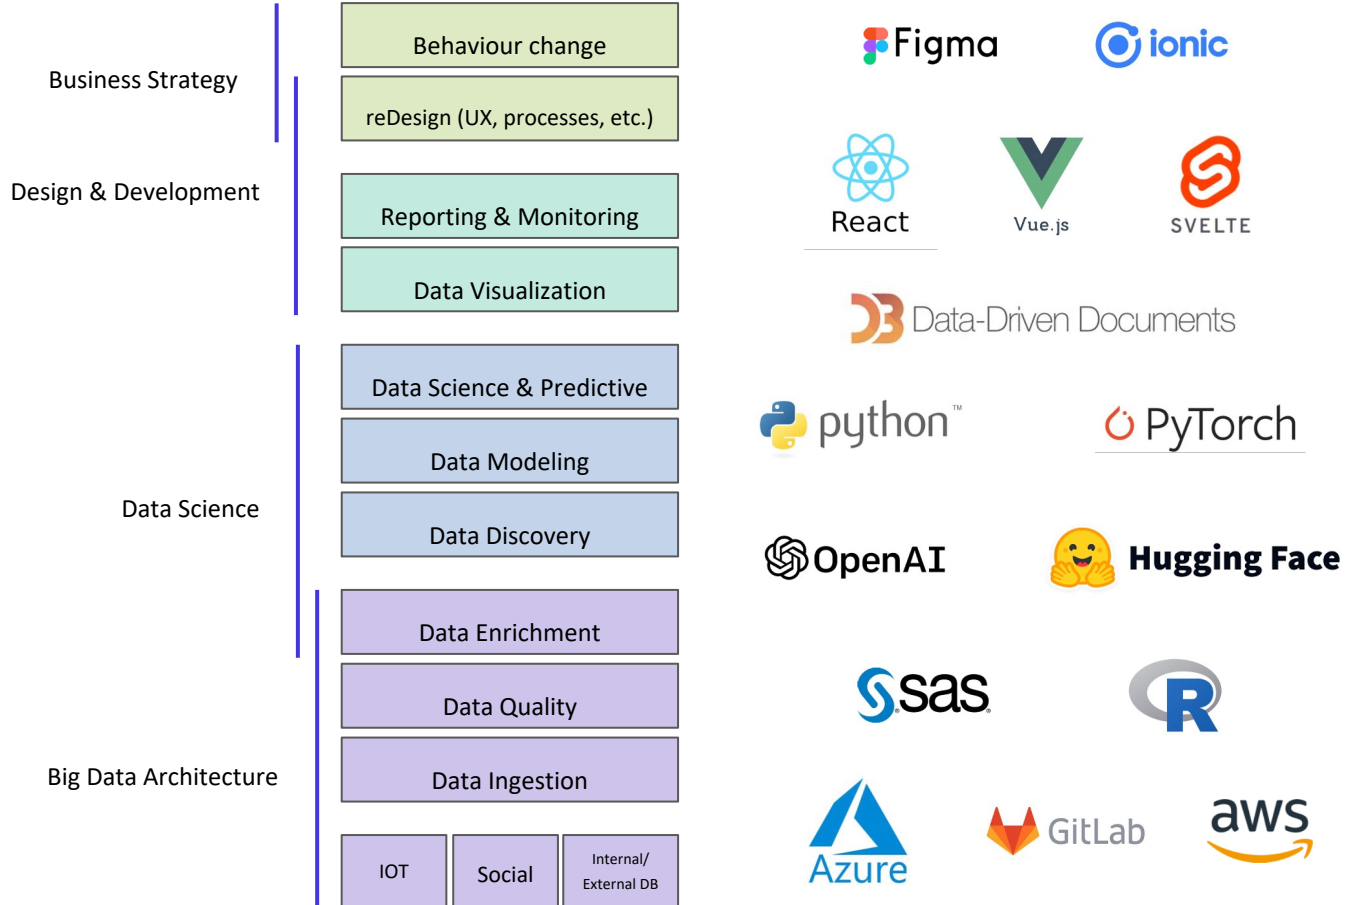 Business Strategy
Design & Development
Data Science
Big Data Architecture
Behaviour change
reDesign (UX, processes, etc.)
Reporting & Monitoring
Data Visualization
Data Science & Predictive
Data Modeling
Data Discovery
Data Enrichment
Data Quality
Data Ingestion
IOT
Social
Internal/
External DB
Figma
ionic
React
Vue.js
SVELTE
D3 Data-Driven Documents
python™
PyTorch
OpenAI
Hugging Face
sas
R
Azure
GitLab
aws